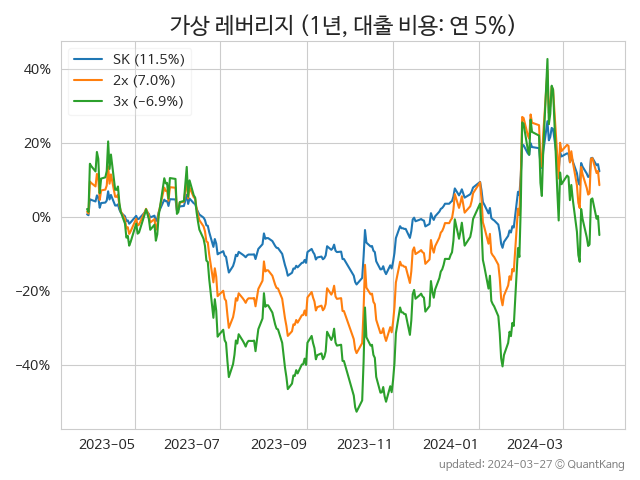 가상 레버리지 (1년, 대출 비용: 연 5%)
SK (11.5%)
2x (7.0%)
3x (−6.9%)
40%
20%
0%
−20%
−40%
2023-05 2023-07 2023-09 2023-11 2024-01 2024-03
updated: 2024-03-27 © QuantKang